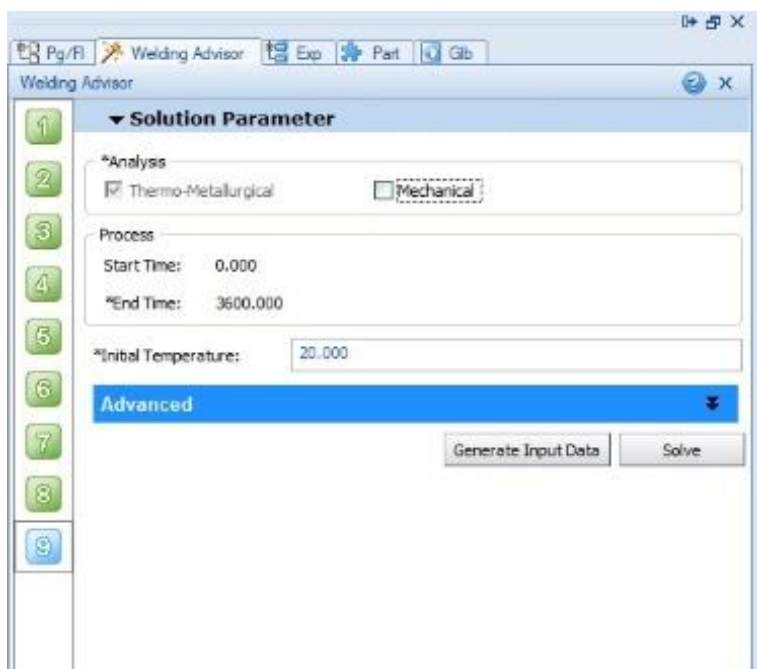 Pg/Fl Welding Advisor Exp Part Glb
Welding Advisor
Solution Parameter
*Analysis
Thermo-Metallurgical Mechanical
Process
Start Time: 0.000
*End Time: 3600.000
*Initial Temperature: 20.000
Advanced
Generate Input Data Solve
1
2
3
4
5
6
7
8
9